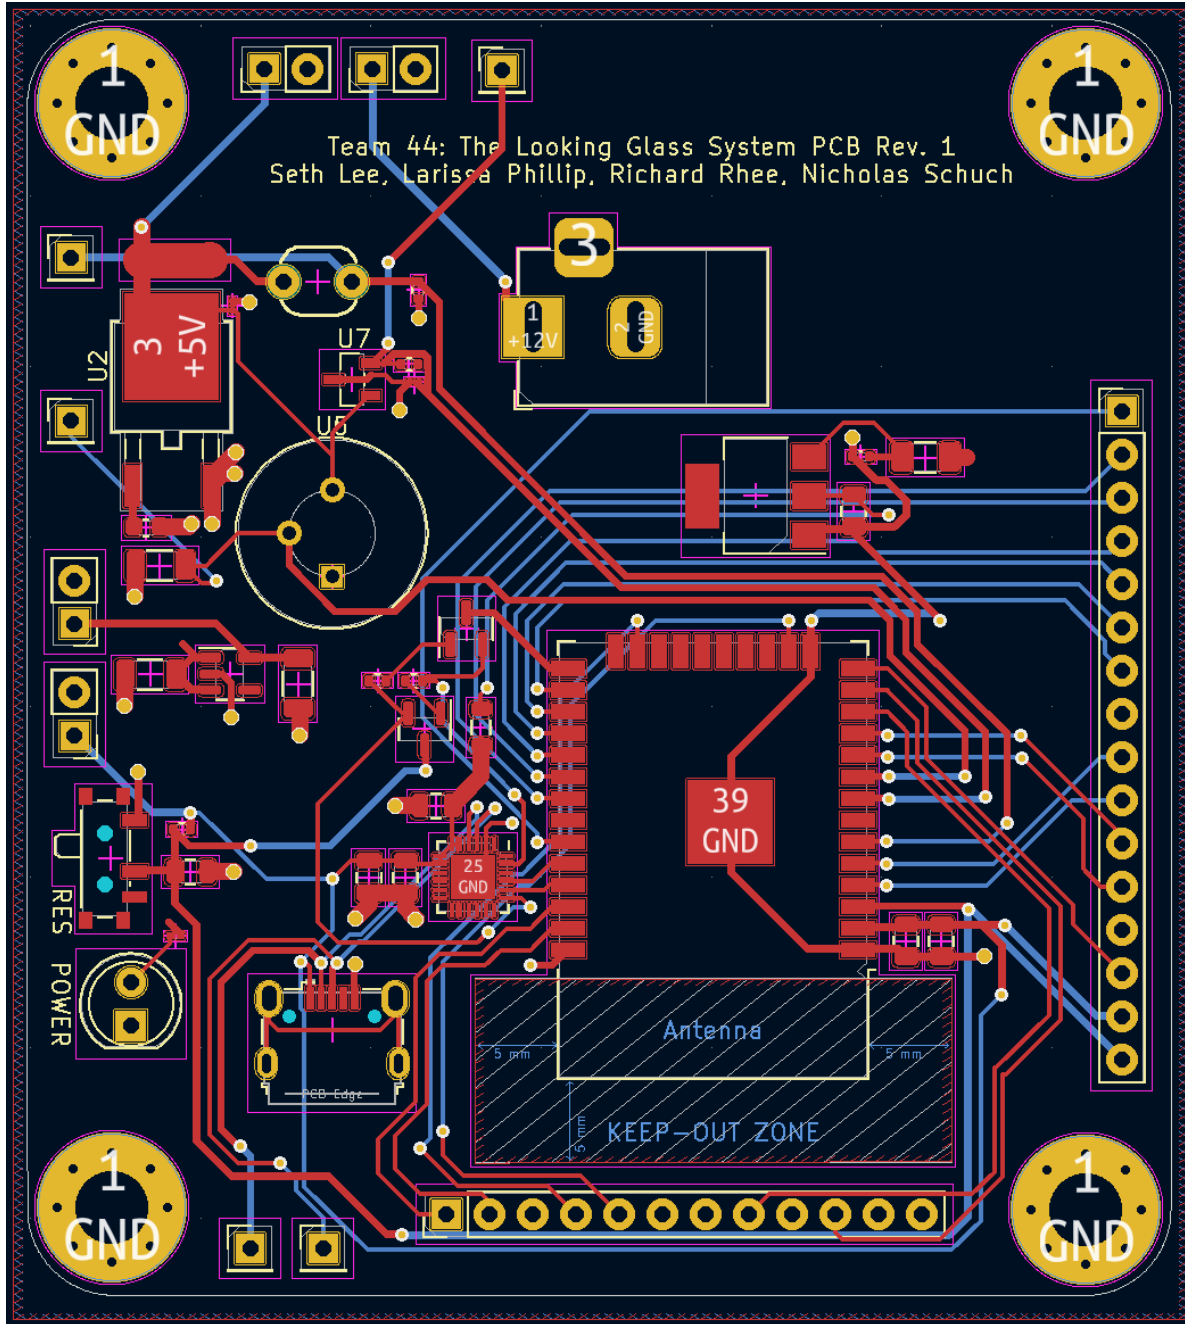 1
GND
1
GND
Team 44: The Looking Glass System PCB Rev. 1
Seth Lee, Larissa Phillip, Richard Rhee, Nicholas Schuch
3
1
+12V
2
GND
U2
3
+5V
U7
U5
39
GND
25
GND
RES
POWER
Antenna
5 mm
5 mm
PCB Edge
5 mm
KEEP-OUT ZONE
1
GND
1
GND